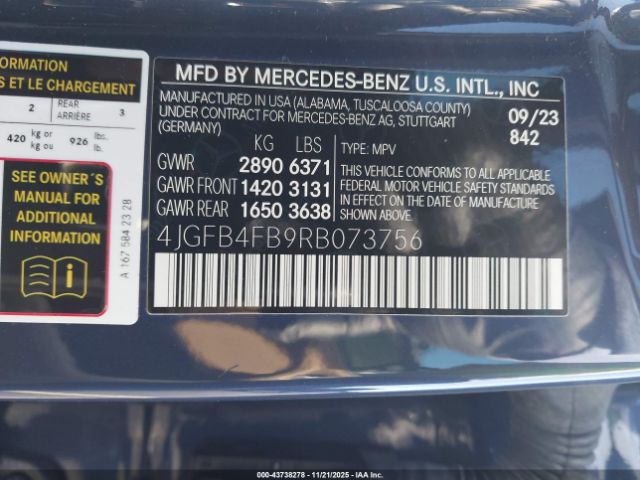 INFORMATION
S ET LE CHARGEMENT
2 REAR ARRIÈRE 3
420 kg or kg ou 926 lbs. lb.
SEE OWNER´S
MANUAL FOR
ADDITIONAL
INFORMATION
A 167 584 23 28
MFD BY MERCEDES-BENZ U.S. INTL., INC
MANUFACTURED IN USA (ALABAMA, TUSCALOOSA COUNTY)
UNDER CONTRACT FOR MERCEDES-BENZ AG, STUTTGART
(GERMANY)
09/23
842
KG LBS
GVWR 2890 6371
GAWR FRONT 1420 3131
GAWR REAR 1650 3638
TYPE: MPV
THIS VEHICLE CONFORMS TO ALL APPLICABLE
FEDERAL MOTOR VEHICLE SAFETY STANDARDS
IN EFFECT ON THE DATE OF MANUFACTURE
SHOWN ABOVE.
4JGFB4FB9RB073756
00-43738278 - 11/21/2025 - IAA Inc.